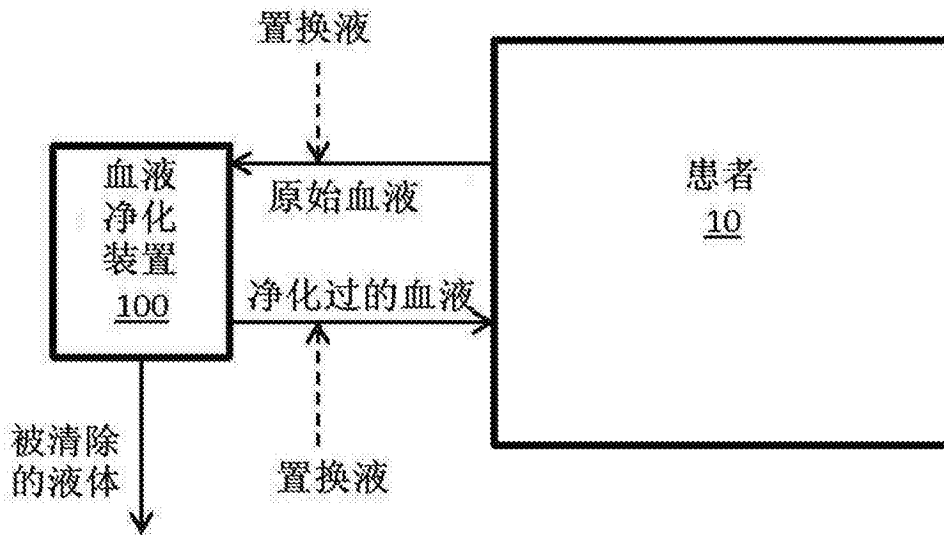 置换液
血液
净化
装置
100
原始血液
患者
10
净化过的血液
被清除
的液体
置换液